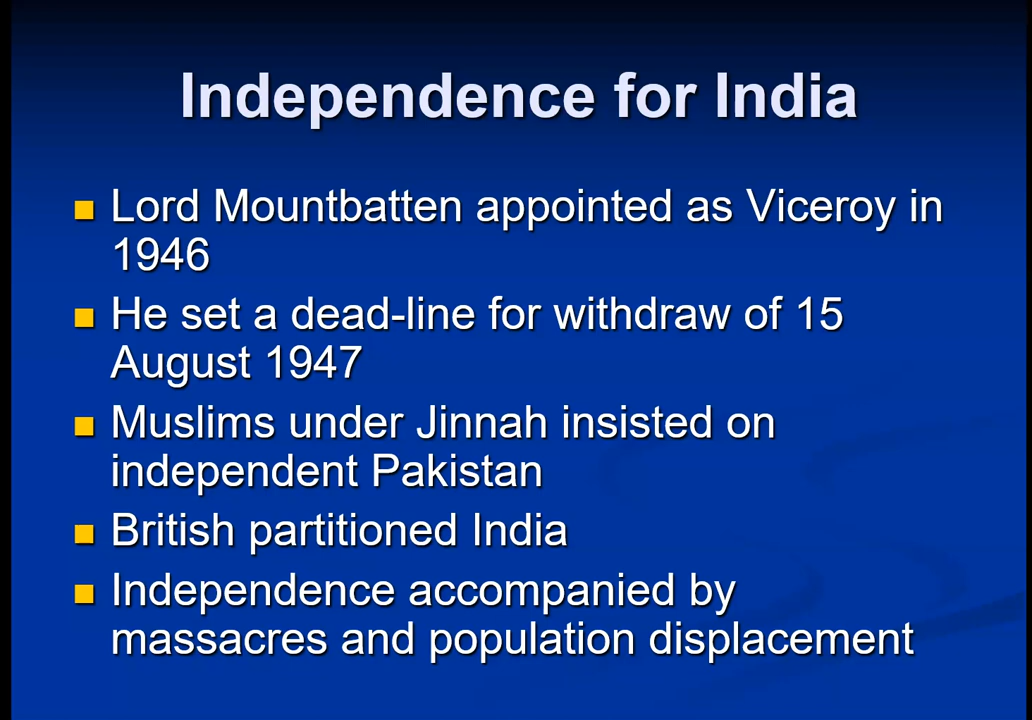 Independence for India
Lord Mountbatten appointed as Viceroy in
1946
He set a dead-line for withdraw of 15
August 1947
Muslims under Jinnah insisted on
independent Pakistan
British partitioned India
Independence accompanied by
massacres and population displacement